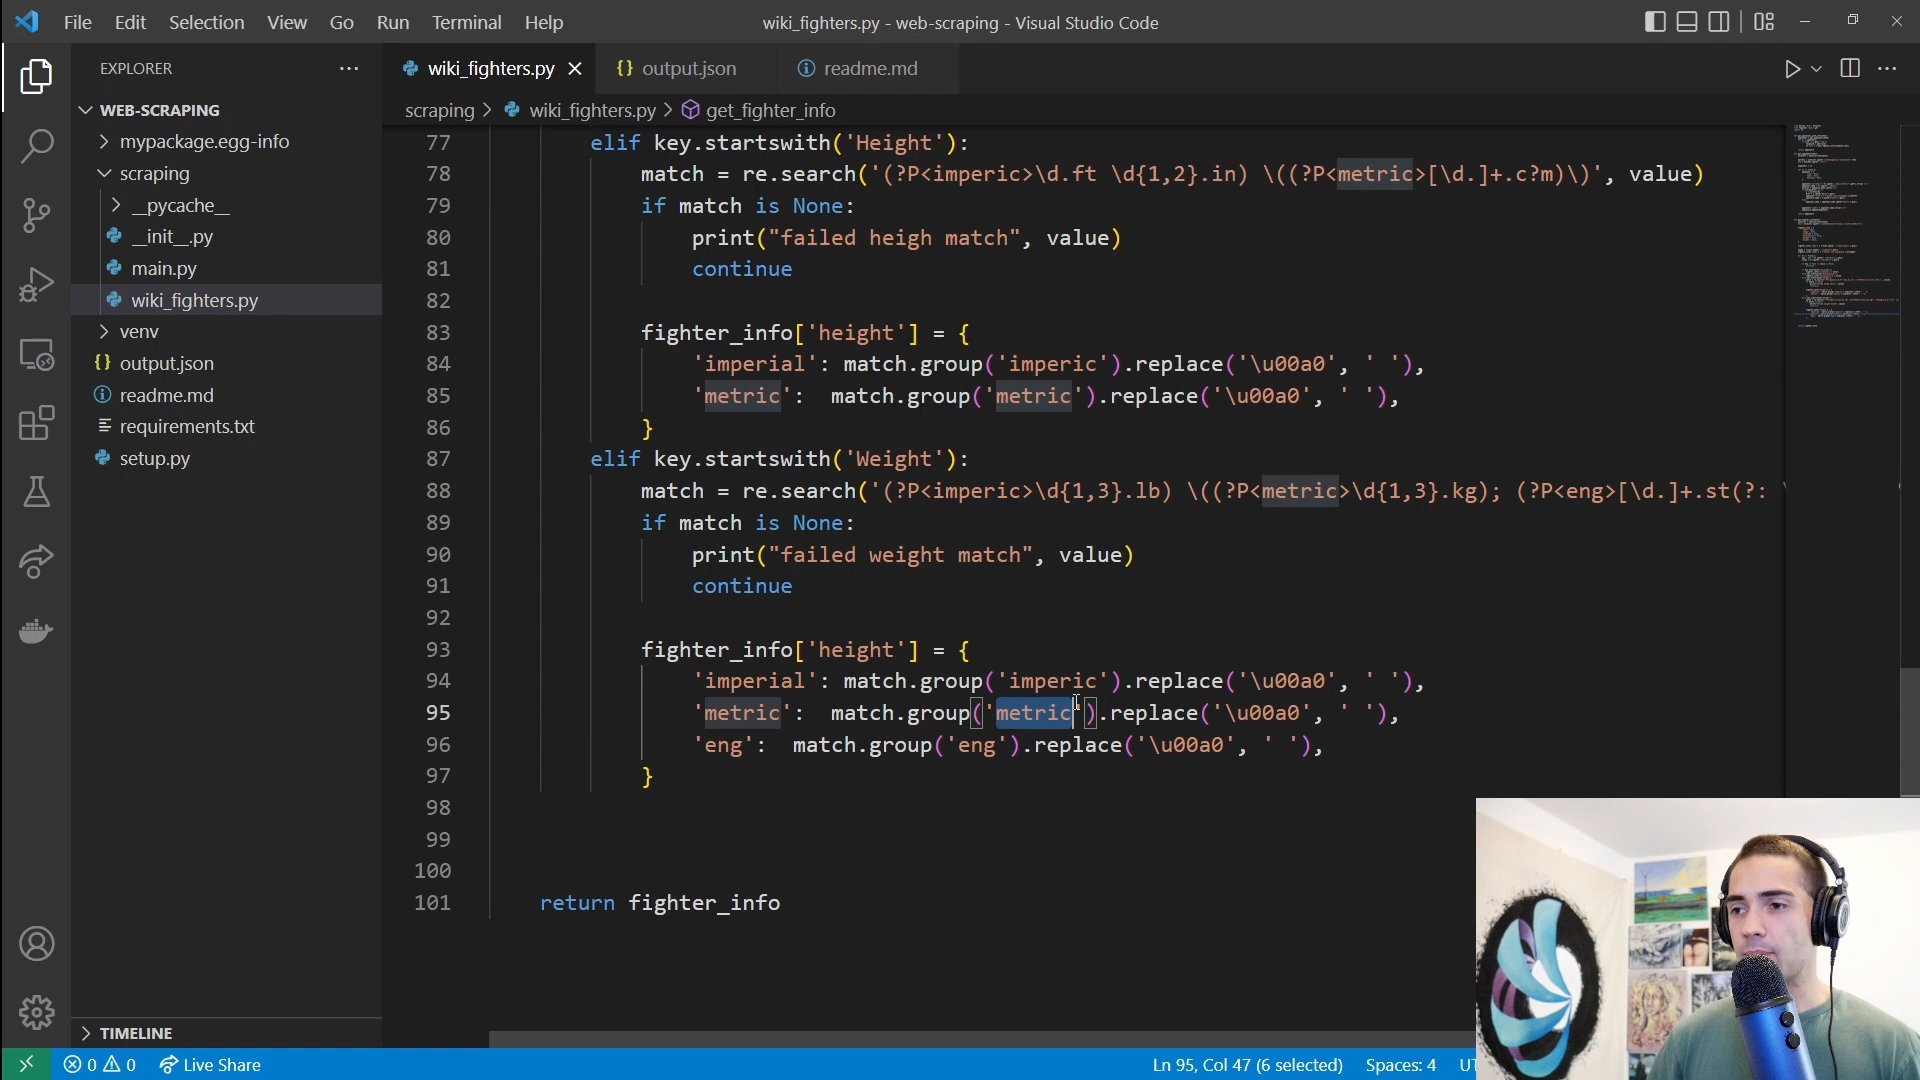 File Edit Selection View Go Run Terminal Help
wiki_fighters.py - web-scraping - Visual Studio Code
EXPLORER
WEB-SCRAPING
mypackage.egg-info
scraping
__pycache__
__init__.py
main.py
wiki_fighters.py
venv
output.json
readme.md
requirements.txt
setup.py
TIMELINE
wiki_fighters.py
{} output.json
readme.md
scraping > wiki_fighters.py > get_fighter_info
77 elif key.startswith('Height'):
78 match = re.search('(?P<imperic>\d.ft \d{1,2}.in) \((?P<metric>[\d.]+.c?m)\)', value)
79 if match is None:
80 print("failed heigh match", value)
81 continue
82
83 fighter_info['height'] = {
84 'imperial': match.group('imperic').replace('\u00a0', ' '),
85 'metric':  match.group('metric').replace('\u00a0', ' '),
86 }
87 elif key.startswith('Weight'):
88 match = re.search('(?P<imperic>\d{1,3}.lb) \((?P<metric>\d{1,3}.kg); (?P<eng>[\d.]+.st(?:
89 if match is None:
90 print("failed weight match", value)
91 continue
92
93 fighter_info['height'] = {
94 'imperial': match.group('imperic').replace('\u00a0', ' '),
95 'metric':  match.group('metric').replace('\u00a0', ' '),
96 'eng':  match.group('eng').replace('\u00a0', ' '),
97 }
98
99
100
101 return fighter_info
0 0 Live Share
Ln 95, Col 47 (6 selected) Spaces: 4